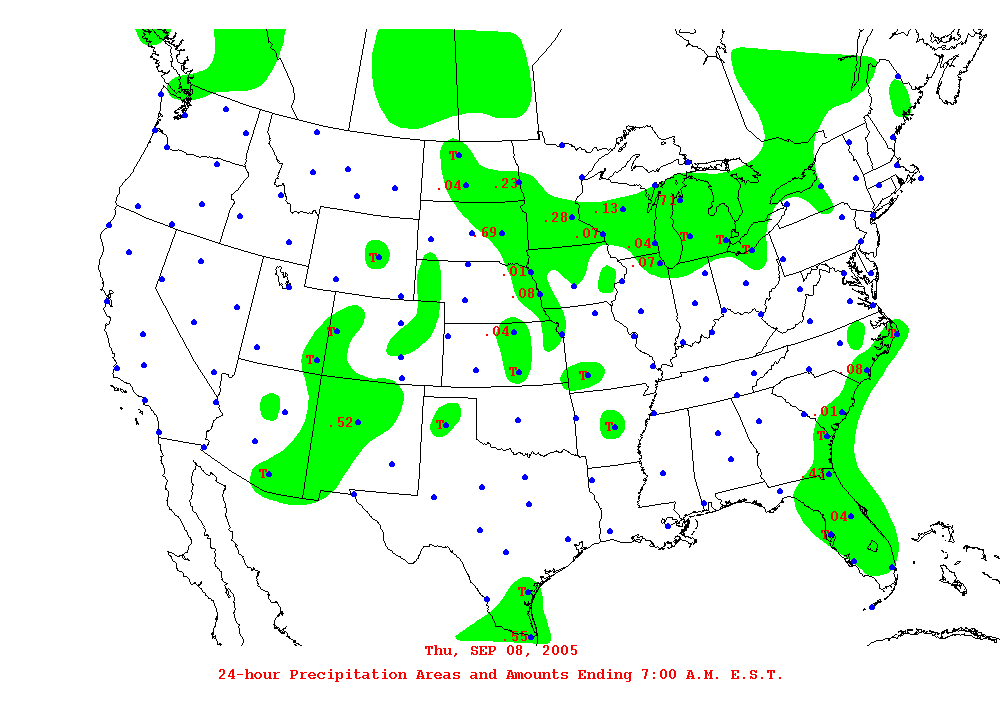 T
.04 .23
.71
.28 .13
.69 .07 T T
.04 T
.01 .07
.08
T .04 T
T T T .08
.52 T T .01
T
T .43
.04
T
T
.55
Thu, SEP 08, 2005
24-hour Precipitation Areas and Amounts Ending 7:00 A.M. E.S.T.